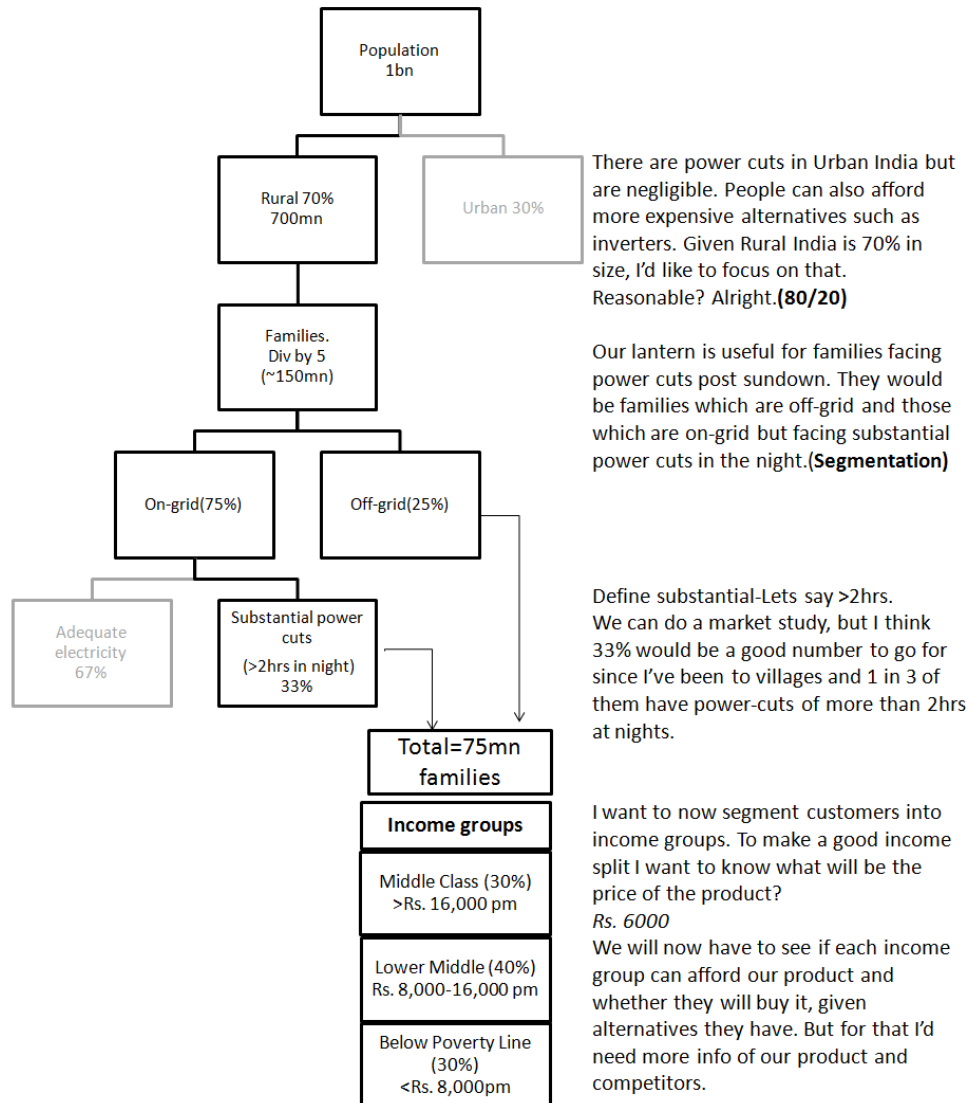 Population
1bn
Rural 70%
700mn
Urban 30%
There are power cuts in Urban India but
are negligible. People can also afford
more expensive alternatives such as
inverters. Given Rural India is 70% in
size, I'd like to focus on that.
Reasonable? Alright.(80/20)
Families.
Div by 5
(~150mn)
Our lantern is useful for families facing
power cuts post sundown. They would
be families which are off-grid and those
which are on-grid but facing substantial
power cuts in the night.(Segmentation)
On-grid(75%)
Off-grid(25%)
Adequate
electricity
67%
Substantial power
cuts
(>2hrs in night)
33%
Define substantial-Lets say >2hrs.
We can do a market study, but I think
33% would be a good number to go for
since I've been to villages and 1 in 3 of
them have power-cuts of more than 2hrs
at nights.
Total=75mn
families
Income groups
Middle Class (30%)
>Rs. 16,000 pm
Lower Middle (40%)
Rs. 8,000-16,000 pm
Below Poverty Line
(30%)
<Rs. 8,000pm
I want to now segment customers into
income groups. To make a good income
split I want to know what will be the
price of the product?
Rs. 6000
We will now have to see if each income
group can afford our product and
whether they will buy it, given
alternatives they have. But for that I'd
need more info of our product and
competitors.